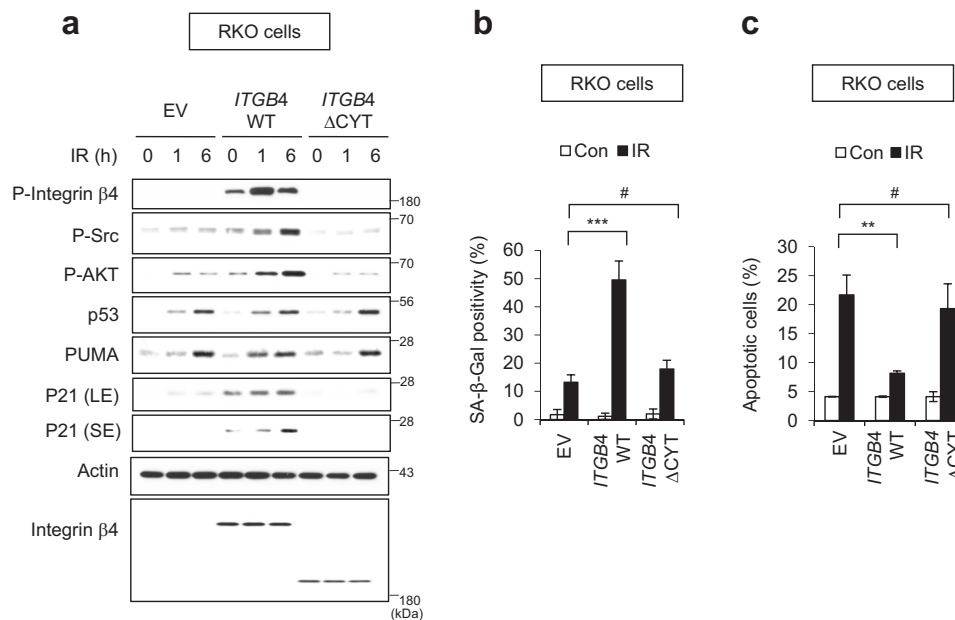 a
RKO cells
EV
ITGB4
WT
ITGB4
ΔCYT
IR (h) 0 1 6 0 1 6 0 1 6
P-Integrin β4
180
P-Src
70
P-AKT
70
p53
56
PUMA
28
P21 (LE)
28
P21 (SE)
28
Actin
43
Integrin β4
180
(kDa)
b
RKO cells
Con IR
#
***
SA-β-Gal positivity (%)
60
50
40
30
20
10
0
EV
ITGB4
WT
ITGB4
ΔCYT
c
RKO cells
Con IR
#
**
Apoptotic cells (%)
30
25
20
15
10
5
0
EV
ITGB4
WT
ITGB4
ΔCYT